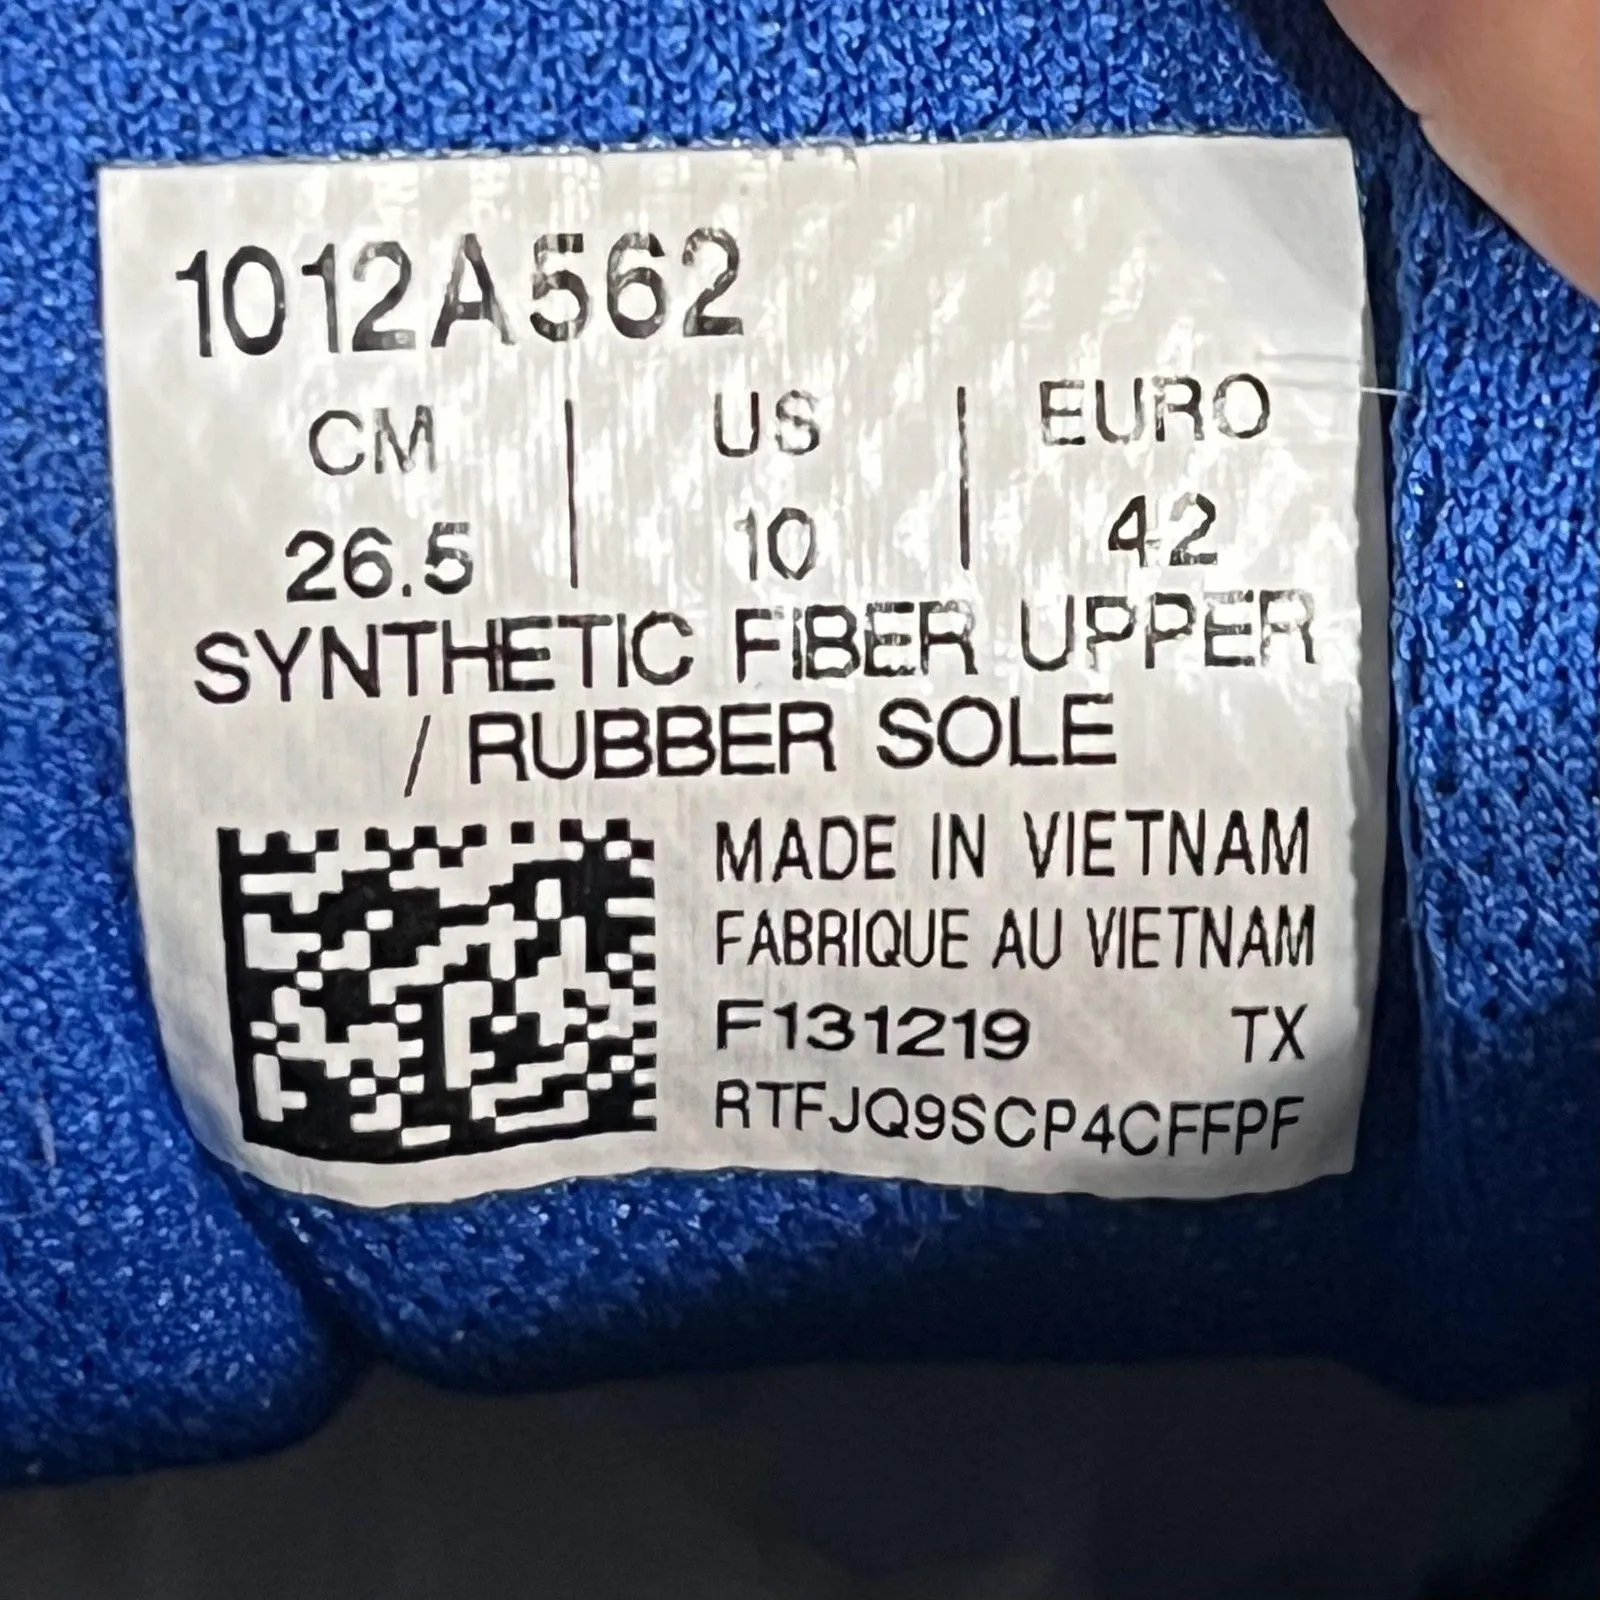 1012A562
CM | US | EURO
26.5 | 10 | 42
SYNTHETIC FIBER UPPER
/ RUBBER SOLE
MADE IN VIETNAM
FABRIQUE AU VIETNAM
F131219 TX
RTFJQ9SCP4CFFPF